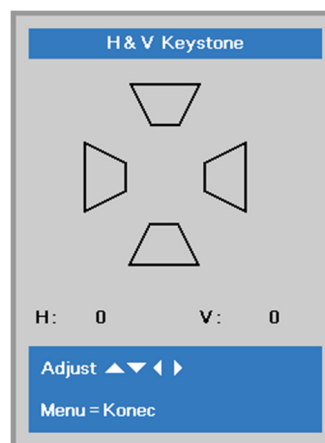 H & V Keystone
H: 0 V: 0
Adjust ▲▼◀ ▶
Menu = Konec